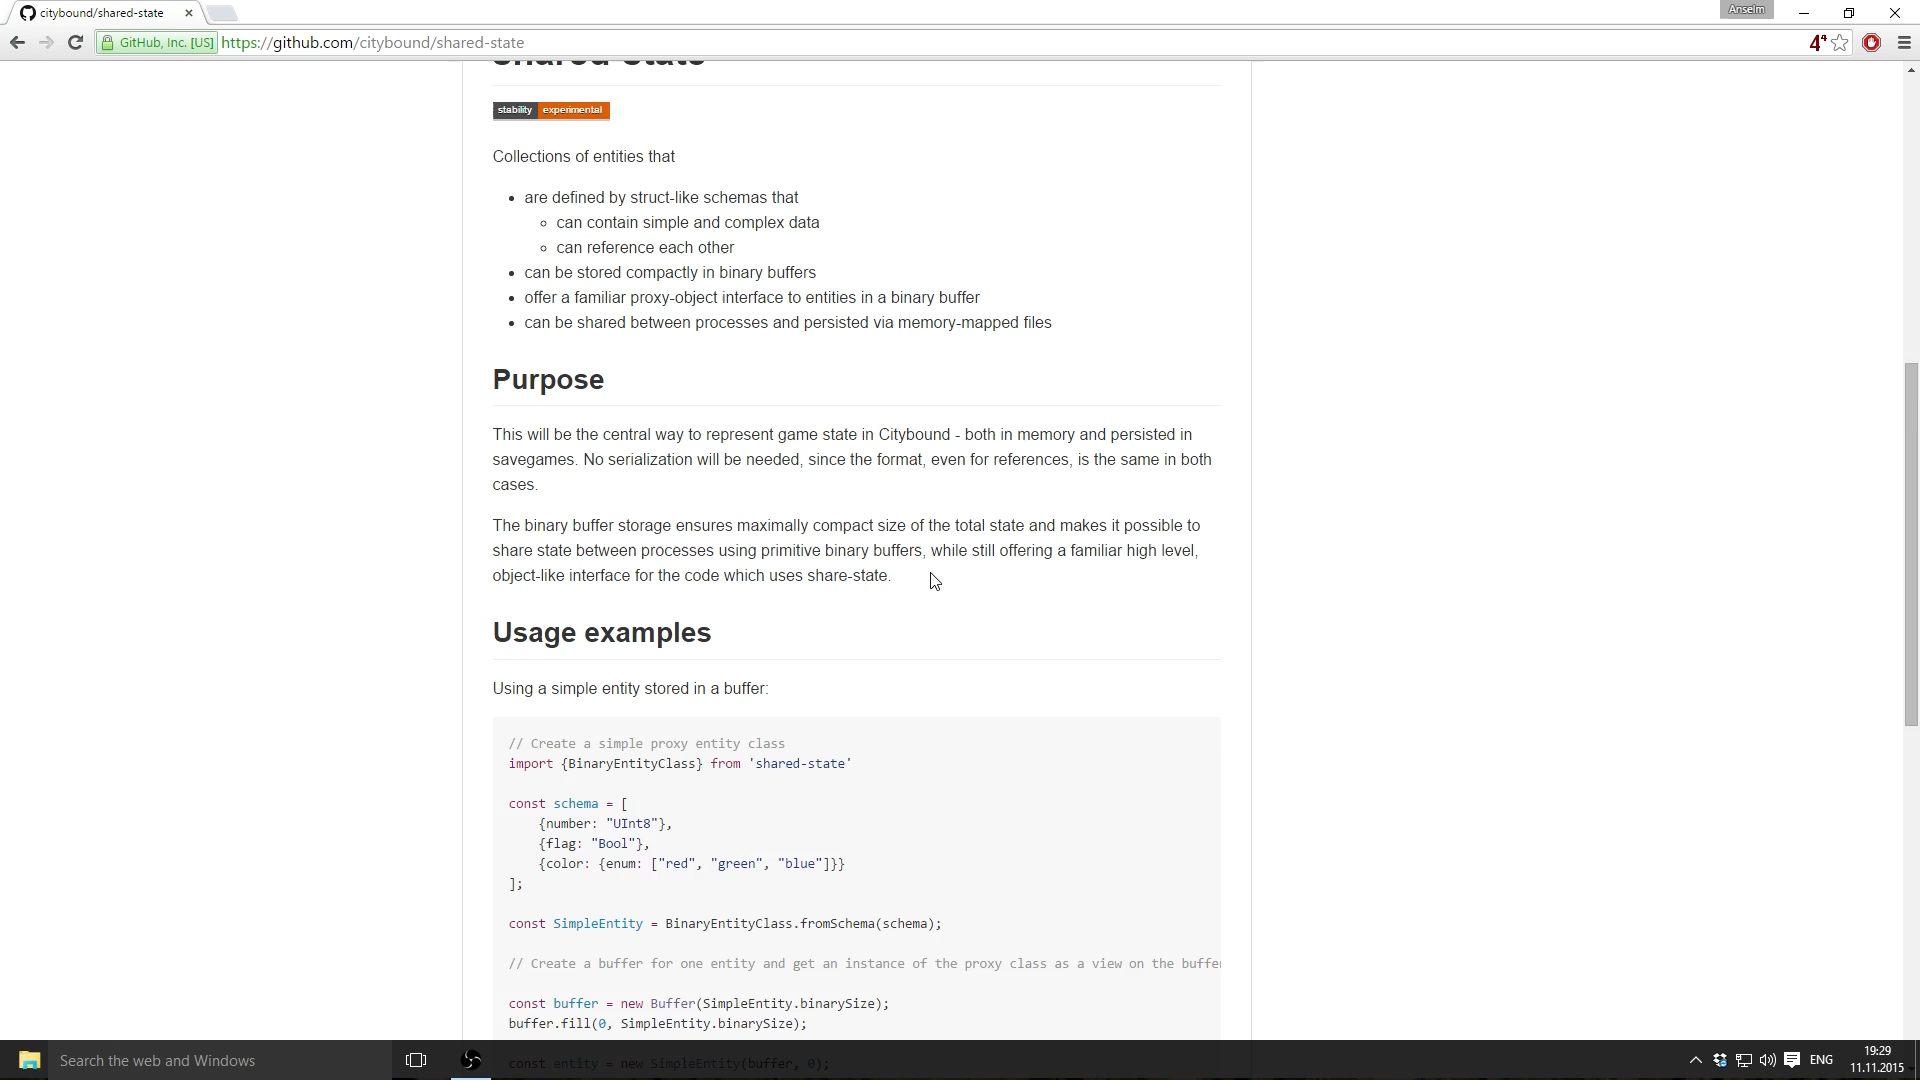 citybound/shared-state
Anselm
GitHub, Inc. [US]
https://github.com/citybound/shared-state
4⁴
stability experimental
Collections of entities that
are defined by struct-like schemas that
can contain simple and complex data
can reference each other
can be stored compactly in binary buffers
offer a familiar proxy-object interface to entities in a binary buffer
can be shared between processes and persisted via memory-mapped files
Purpose
This will be the central way to represent game state in Citybound - both in memory and persisted in
savegames. No serialization will be needed, since the format, even for references, is the same in both
cases.
The binary buffer storage ensures maximally compact size of the total state and makes it possible to
share state between processes using primitive binary buffers, while still offering a familiar high level,
object-like interface for the code which uses share-state.
Usage examples
Using a simple entity stored in a buffer:
// Create a simple proxy entity class
import {BinaryEntityClass} from 'shared-state'
const schema = [
{number: "UInt8"},
{flag: "Bool"},
{color: {enum: ["red", "green", "blue"]}}
];
const SimpleEntity = BinaryEntityClass.fromSchema(schema);
// Create a buffer for one entity and get an instance of the proxy class as a view on the buffe
const buffer = new Buffer(SimpleEntity.binarySize);
buffer.fill(0, SimpleEntity.binarySize);
const entity = new SimpleEntity(buffer, 0);
Search the web and Windows
ENG
19:29
11.11.2015